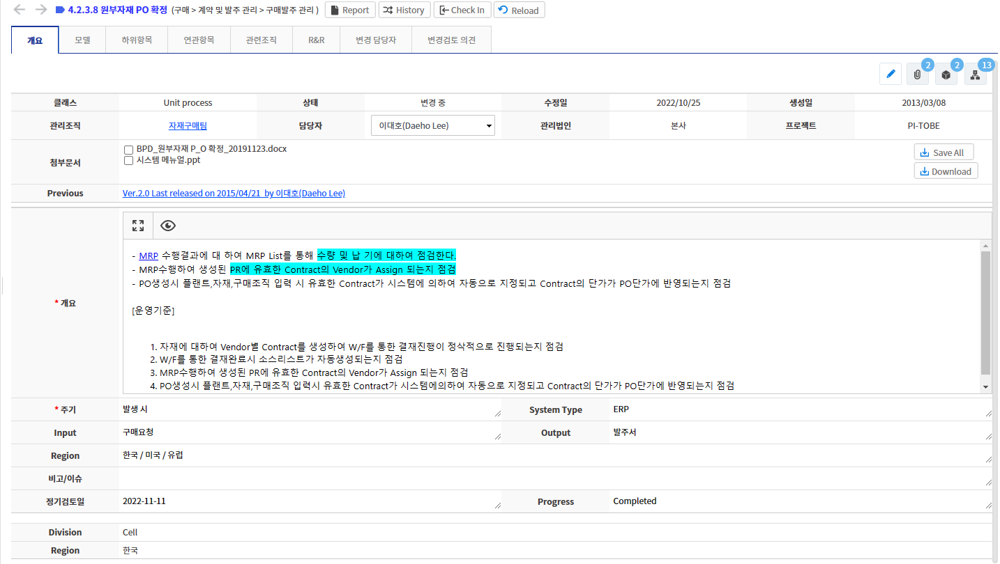 4.2.3.8 원부자재 PO 확정 (구매 > 계약 및 발주 관리 > 구매발주 관리 ) Report History Check In Reload
개요 모델 하위항목 연관항목 관련조직 R&R 변경 담당자 변경검토 의견
2 2 13
클래스 Unit process 상태 변경 중 수정일 2022/10/25 생성일 2013/03/08
관리조직 자재구매팀 담당자 이대호(Daeho Lee) 관리법인 본사 프로젝트 PI-TOBE
첨부문서
BPD_원부자재 P_O 확정_20191123.docx
시스템 메뉴얼.ppt
Save All
Download
Previous Ver.2.0 Last released on 2015/04/21 by 이대호(Daeho Lee)
* 개요
- MRP 수행결과에 대 하여 MRP List를 통해 수량 및 납 기에 대하여 점검한다.
- MRP수행하여 생성된 PR에 유효한 Contract의 Vendor가 Assign 되는지 점검
- PO생성시 플랜트,자재,구매조직 입력 시 유효한 Contract가 시스템에 의하여 자동으로 지정되고 Contract의 단가가 PO단가에 반영되는지 점검
[운영기준]
1. 자재에 대하여 Vendor별 Contract를 생성하여 W/F를 통한 결재진행이 정삭적으로 진행되는지 점검
2. W/F를 통한 결재완료시 소스리스트가 자동생성되는지 점검
3. MRP수행하여 생성된 PR에 유효한 Contract의 Vendor가 Assign 되는지 점검
4. PO생성시 플랜트,자재,구매조직 입력시 유효한 Contract가 시스템에의하여 자동으로 지정되고 Contract의 단가가 PO단가에 반영되는지 점검
* 주기 발생 시 System Type ERP
Input 구매요청 Output 발주서
Region 한국 / 미국 / 유럽
비고/이슈
정기검토일 2022-11-11 Progress Completed
Division Cell
Region 한국